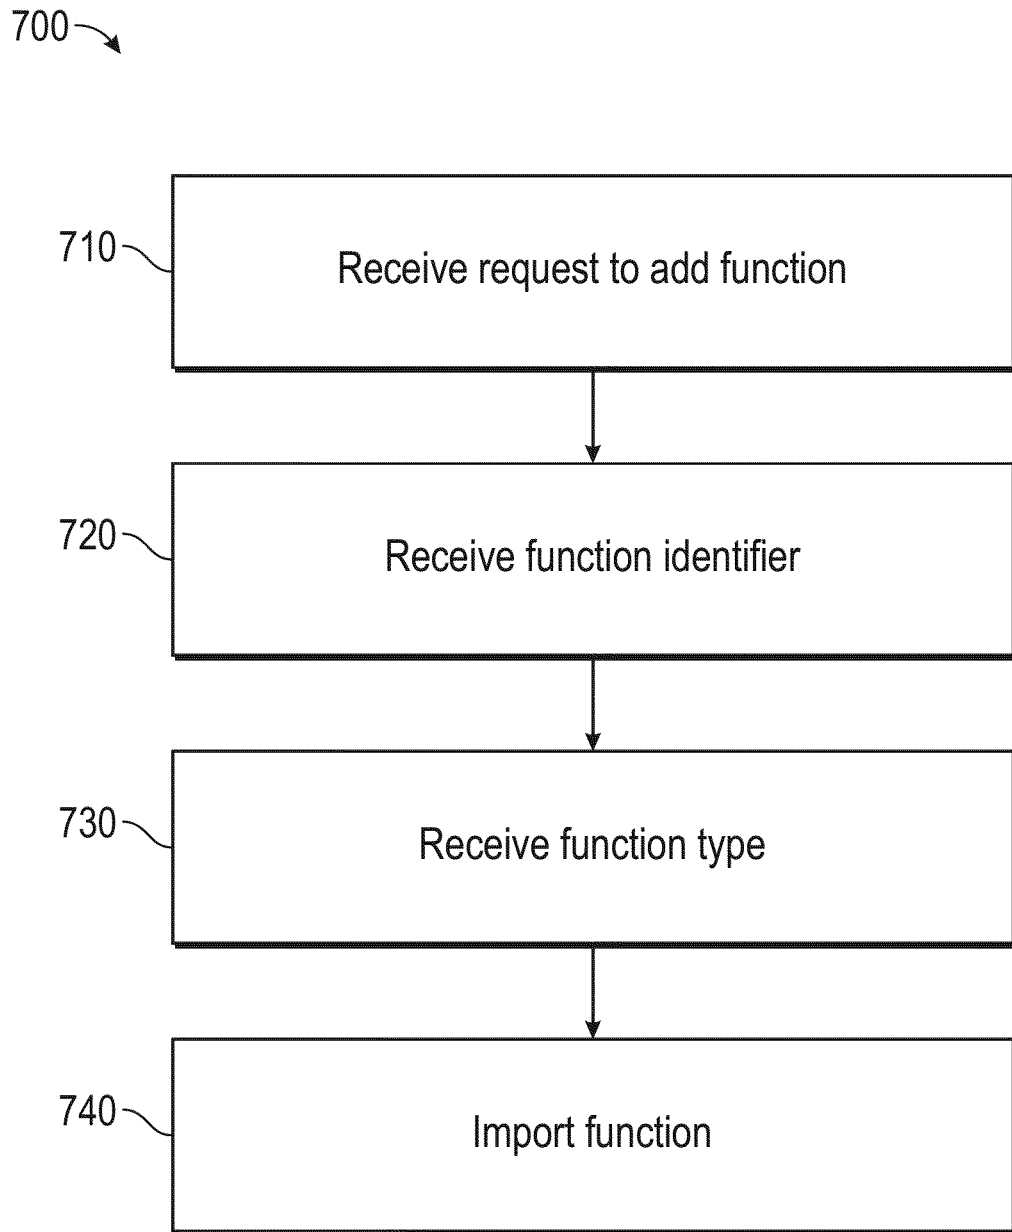 700
710
Receive request to add function
720
Receive function identifier
730
Receive function type
740
Import function